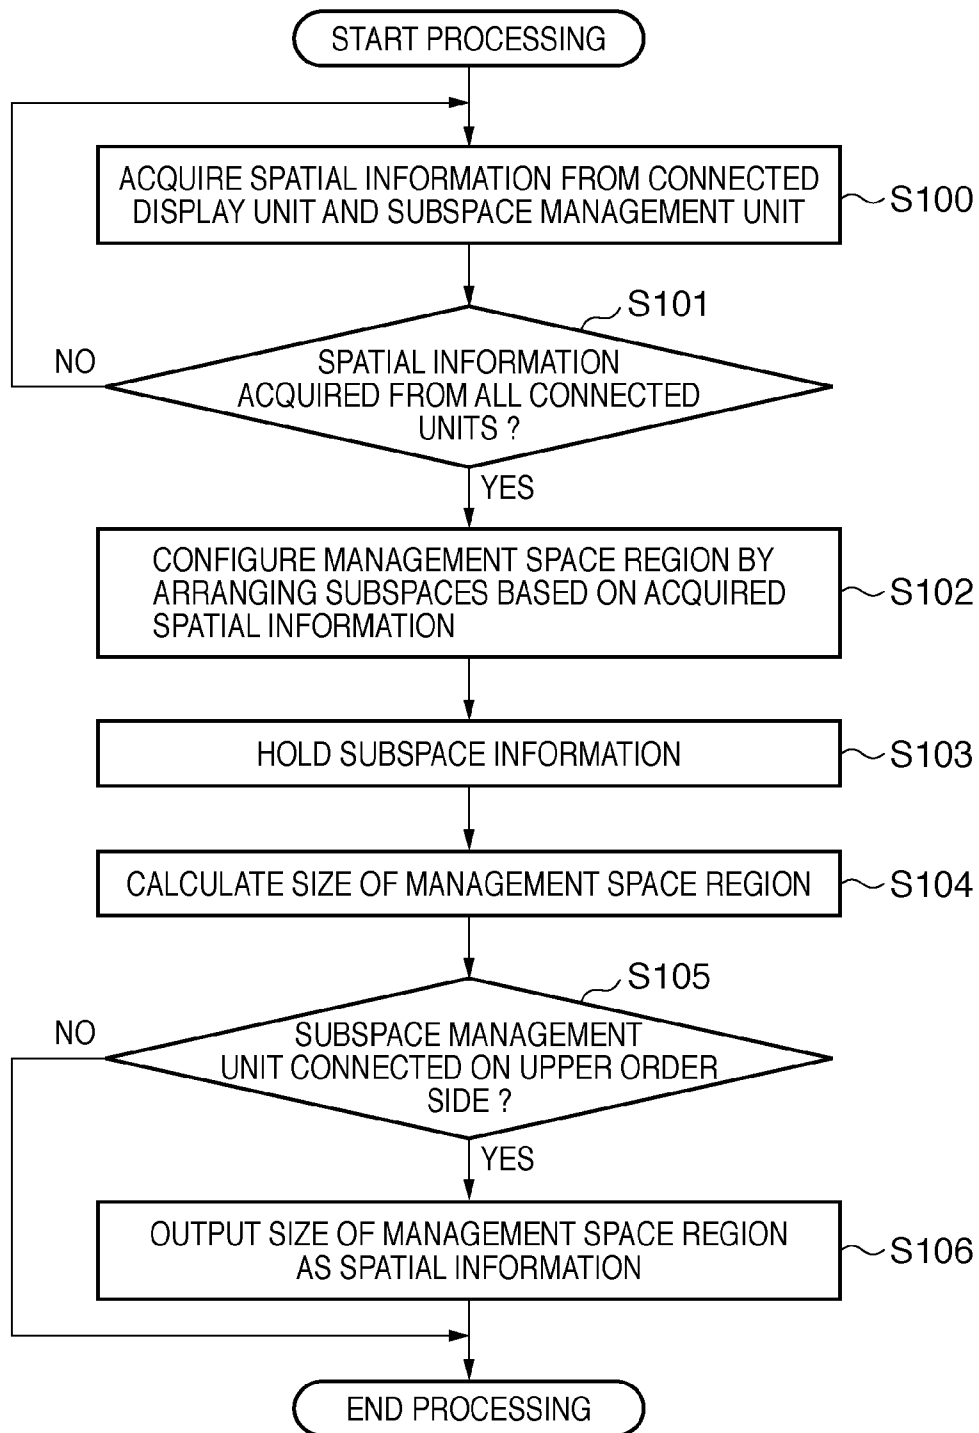 START PROCESSING
ACQUIRE SPATIAL INFORMATION FROM CONNECTED
DISPLAY UNIT AND SUBSPACE MANAGEMENT UNIT
S100
S101
NO
SPATIAL INFORMATION
ACQUIRED FROM ALL CONNECTED
UNITS ?
YES
CONFIGURE MANAGEMENT SPACE REGION BY
ARRANGING SUBSPACES BASED ON ACQUIRED
SPATIAL INFORMATION
S102
HOLD SUBSPACE INFORMATION
S103
CALCULATE SIZE OF MANAGEMENT SPACE REGION
S104
S105
NO
SUBSPACE MANAGEMENT
UNIT CONNECTED ON UPPER ORDER
SIDE ?
YES
OUTPUT SIZE OF MANAGEMENT SPACE REGION
AS SPATIAL INFORMATION
S106
END PROCESSING